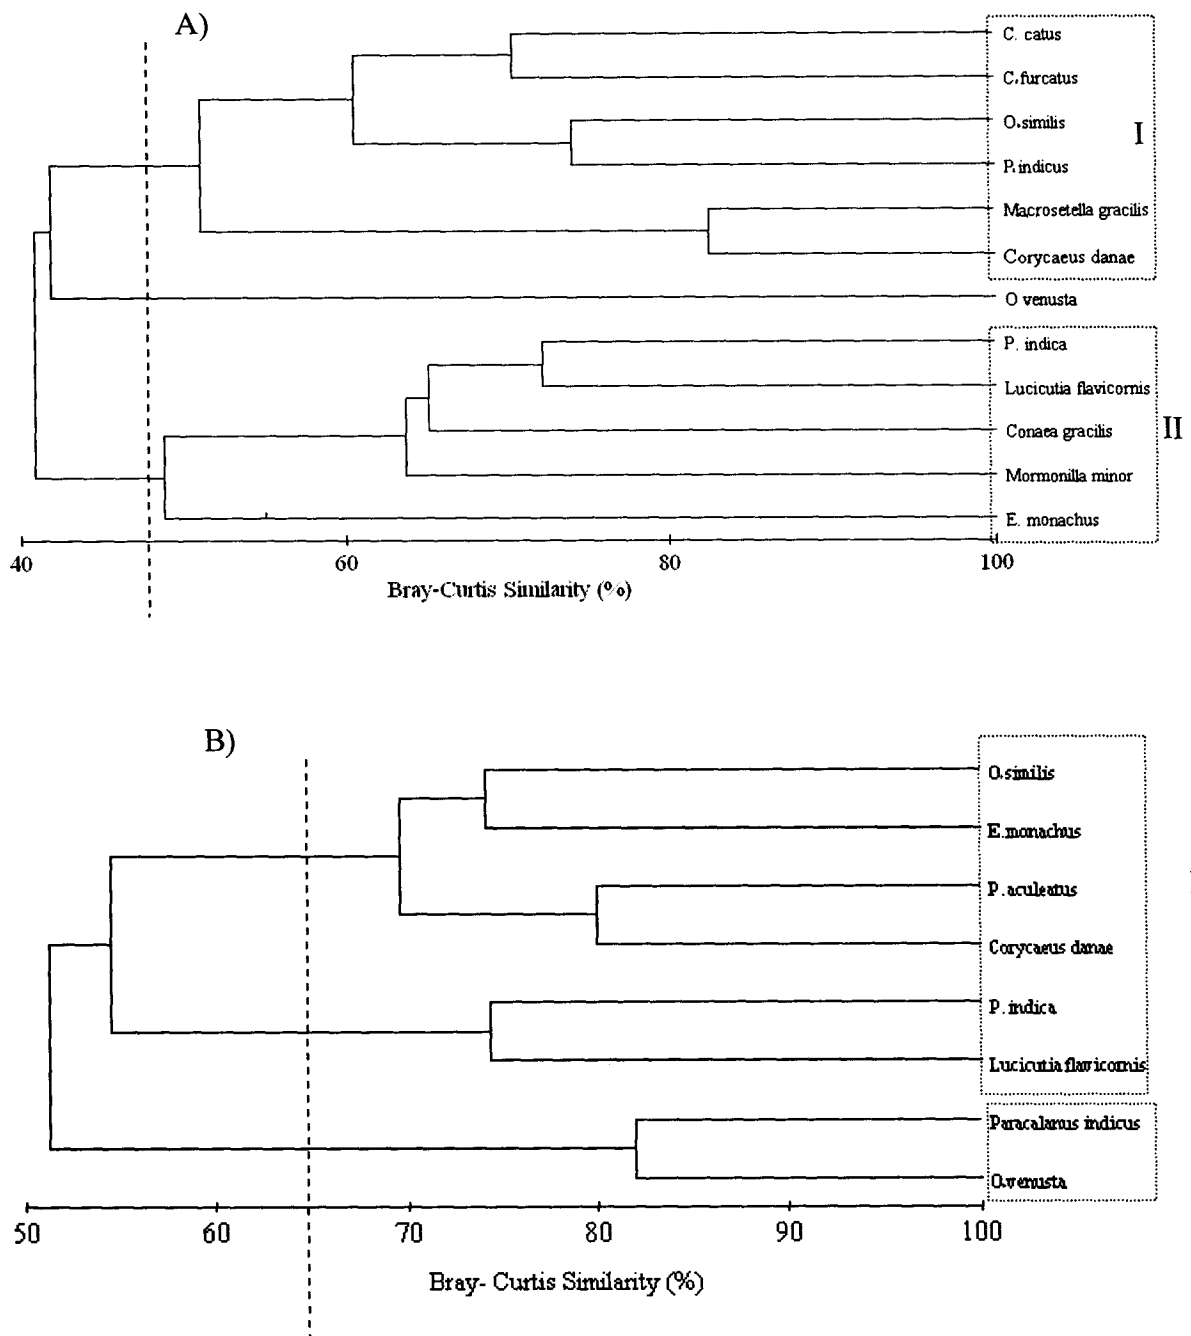 A)
C. catus
C.furcatus
O.similis
I
P.indicus
Macrosetella gracilis
Corycaeus danae
O venusta
P. indica
Lucicutia flavicornis
Conaea gracilis
II
Mormonilla minor
E. monachus
40 60 80 100
Bray-Curtis Similarity (%)
B)
O.similis
E.monachus
P.aculeatus
Corycaeus danae
P.indica
Lucicutia flavicornis
Paracalanus indicus
O.venusta
50 60 70 80 90 100
Bray- Curtis Similarity (%)